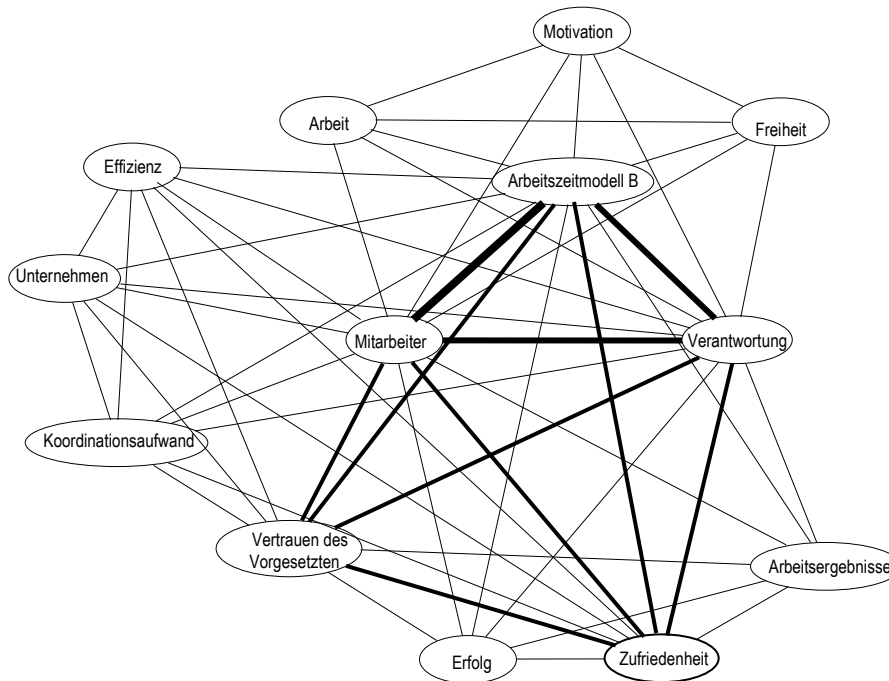 Motivation
Arbeit
Freiheit
Effizienz
Arbeitszeitmodell B
Unternehmen
Mitarbeiter
Verantwortung
Koordinationsaufwand
Vertrauen des
Vorgesetzten
Arbeitsergebnisse
Erfolg
Zufriedenheit